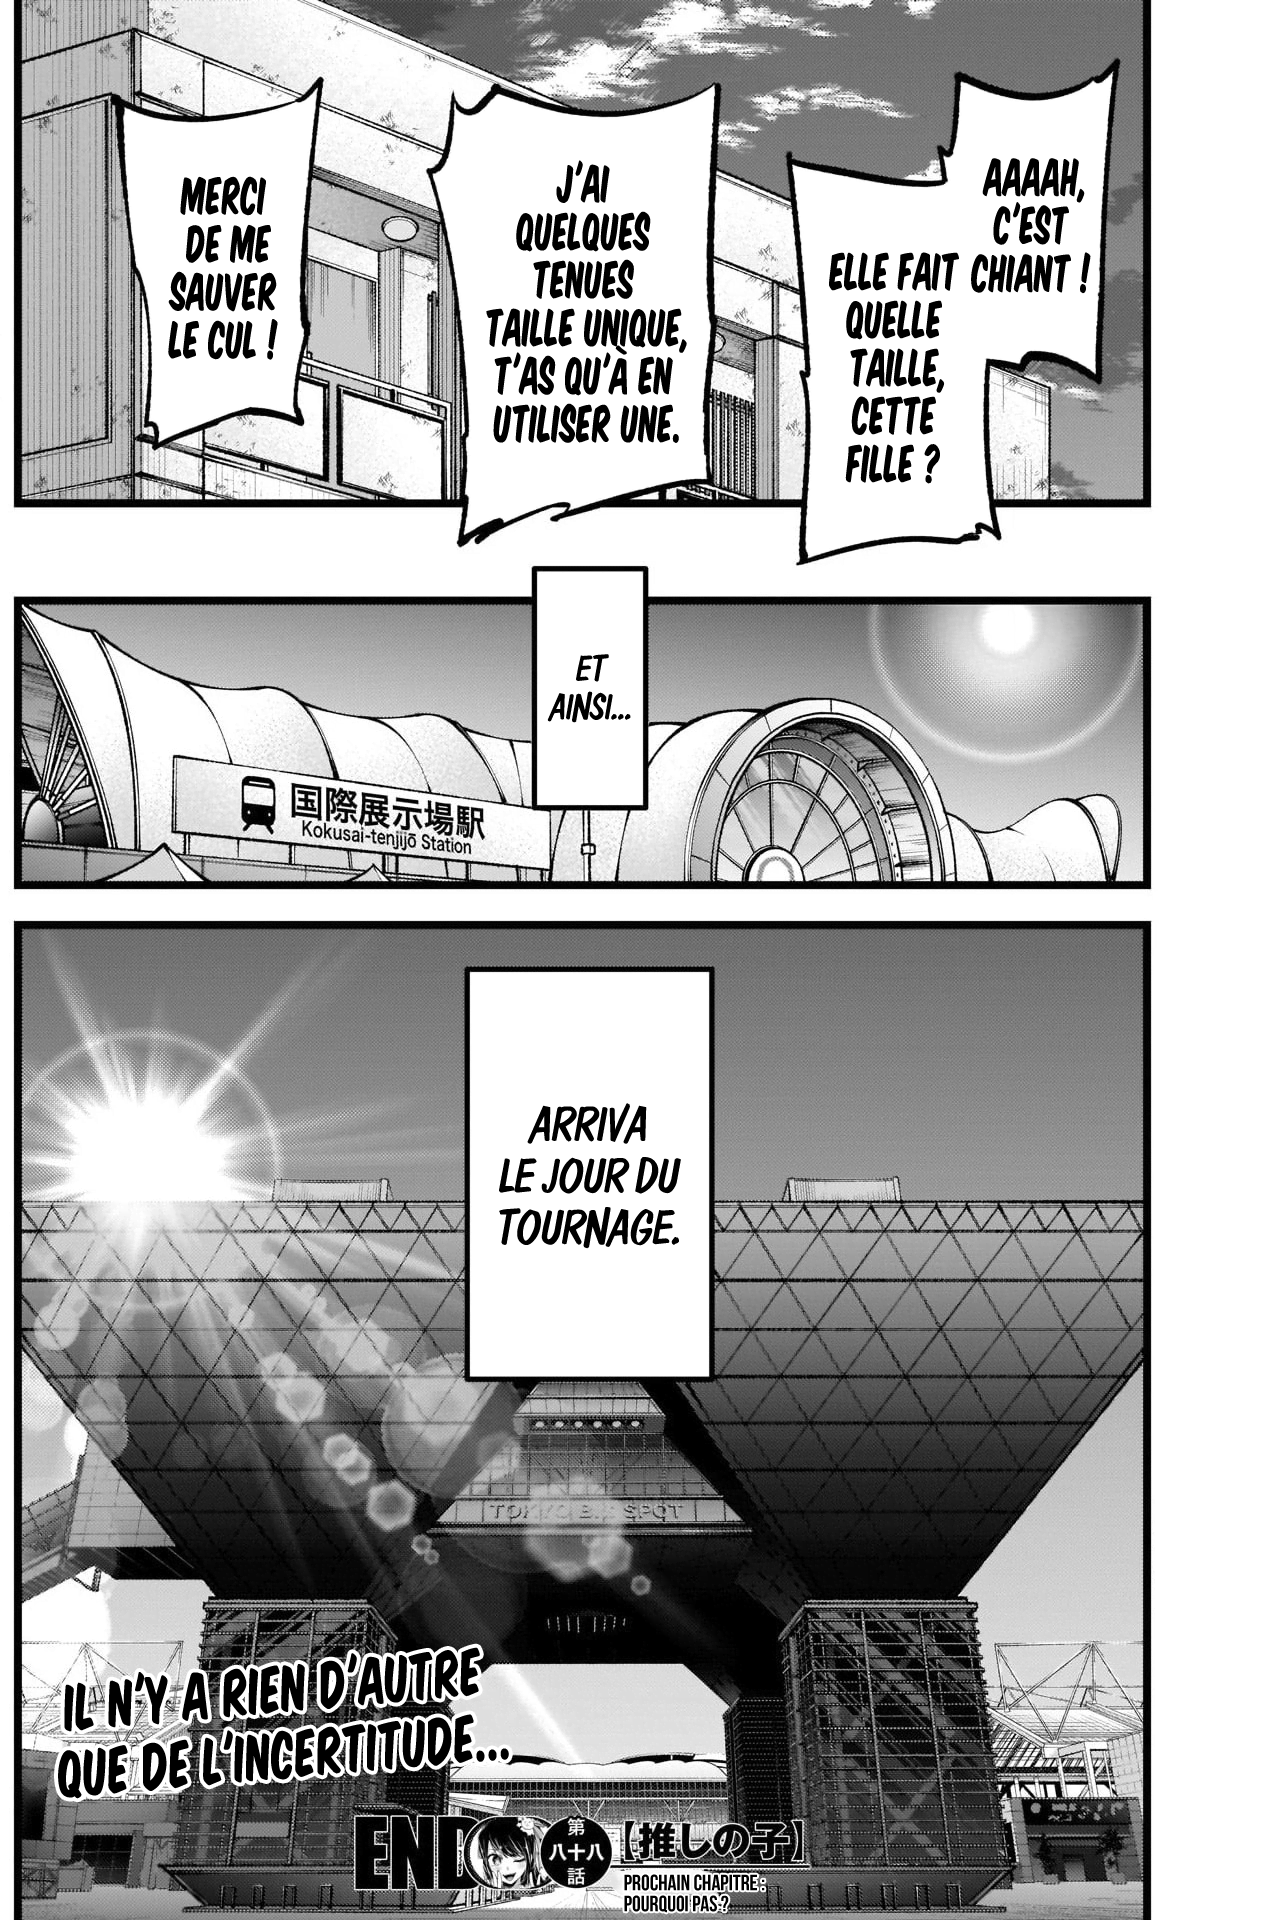 AAAAH,
C'EST
CHIANT !
ELLE FAIT
QUELLE
TAILLE,
CETTE
FILLE ?
J'AI
QUELQUES
TENUES
TAILLE UNIQUE,
T'AS QU'À EN
UTILISER UNE.
MERCI
DE ME
SAUVER
LE CUL !
ET
AINSI...
国際展示場駅
Kokusai-tenjijō Station
ARRIVA
LE JOUR DU
TOURNAGE.
TOKYO BIG SPOT
IL N'Y A RIEN D'AUTRE
QUE DE L'INCERTITUDE...
END
第
八十八
話
【推しの子】
PROCHAIN CHAPITRE :
POURQUOI PAS ?